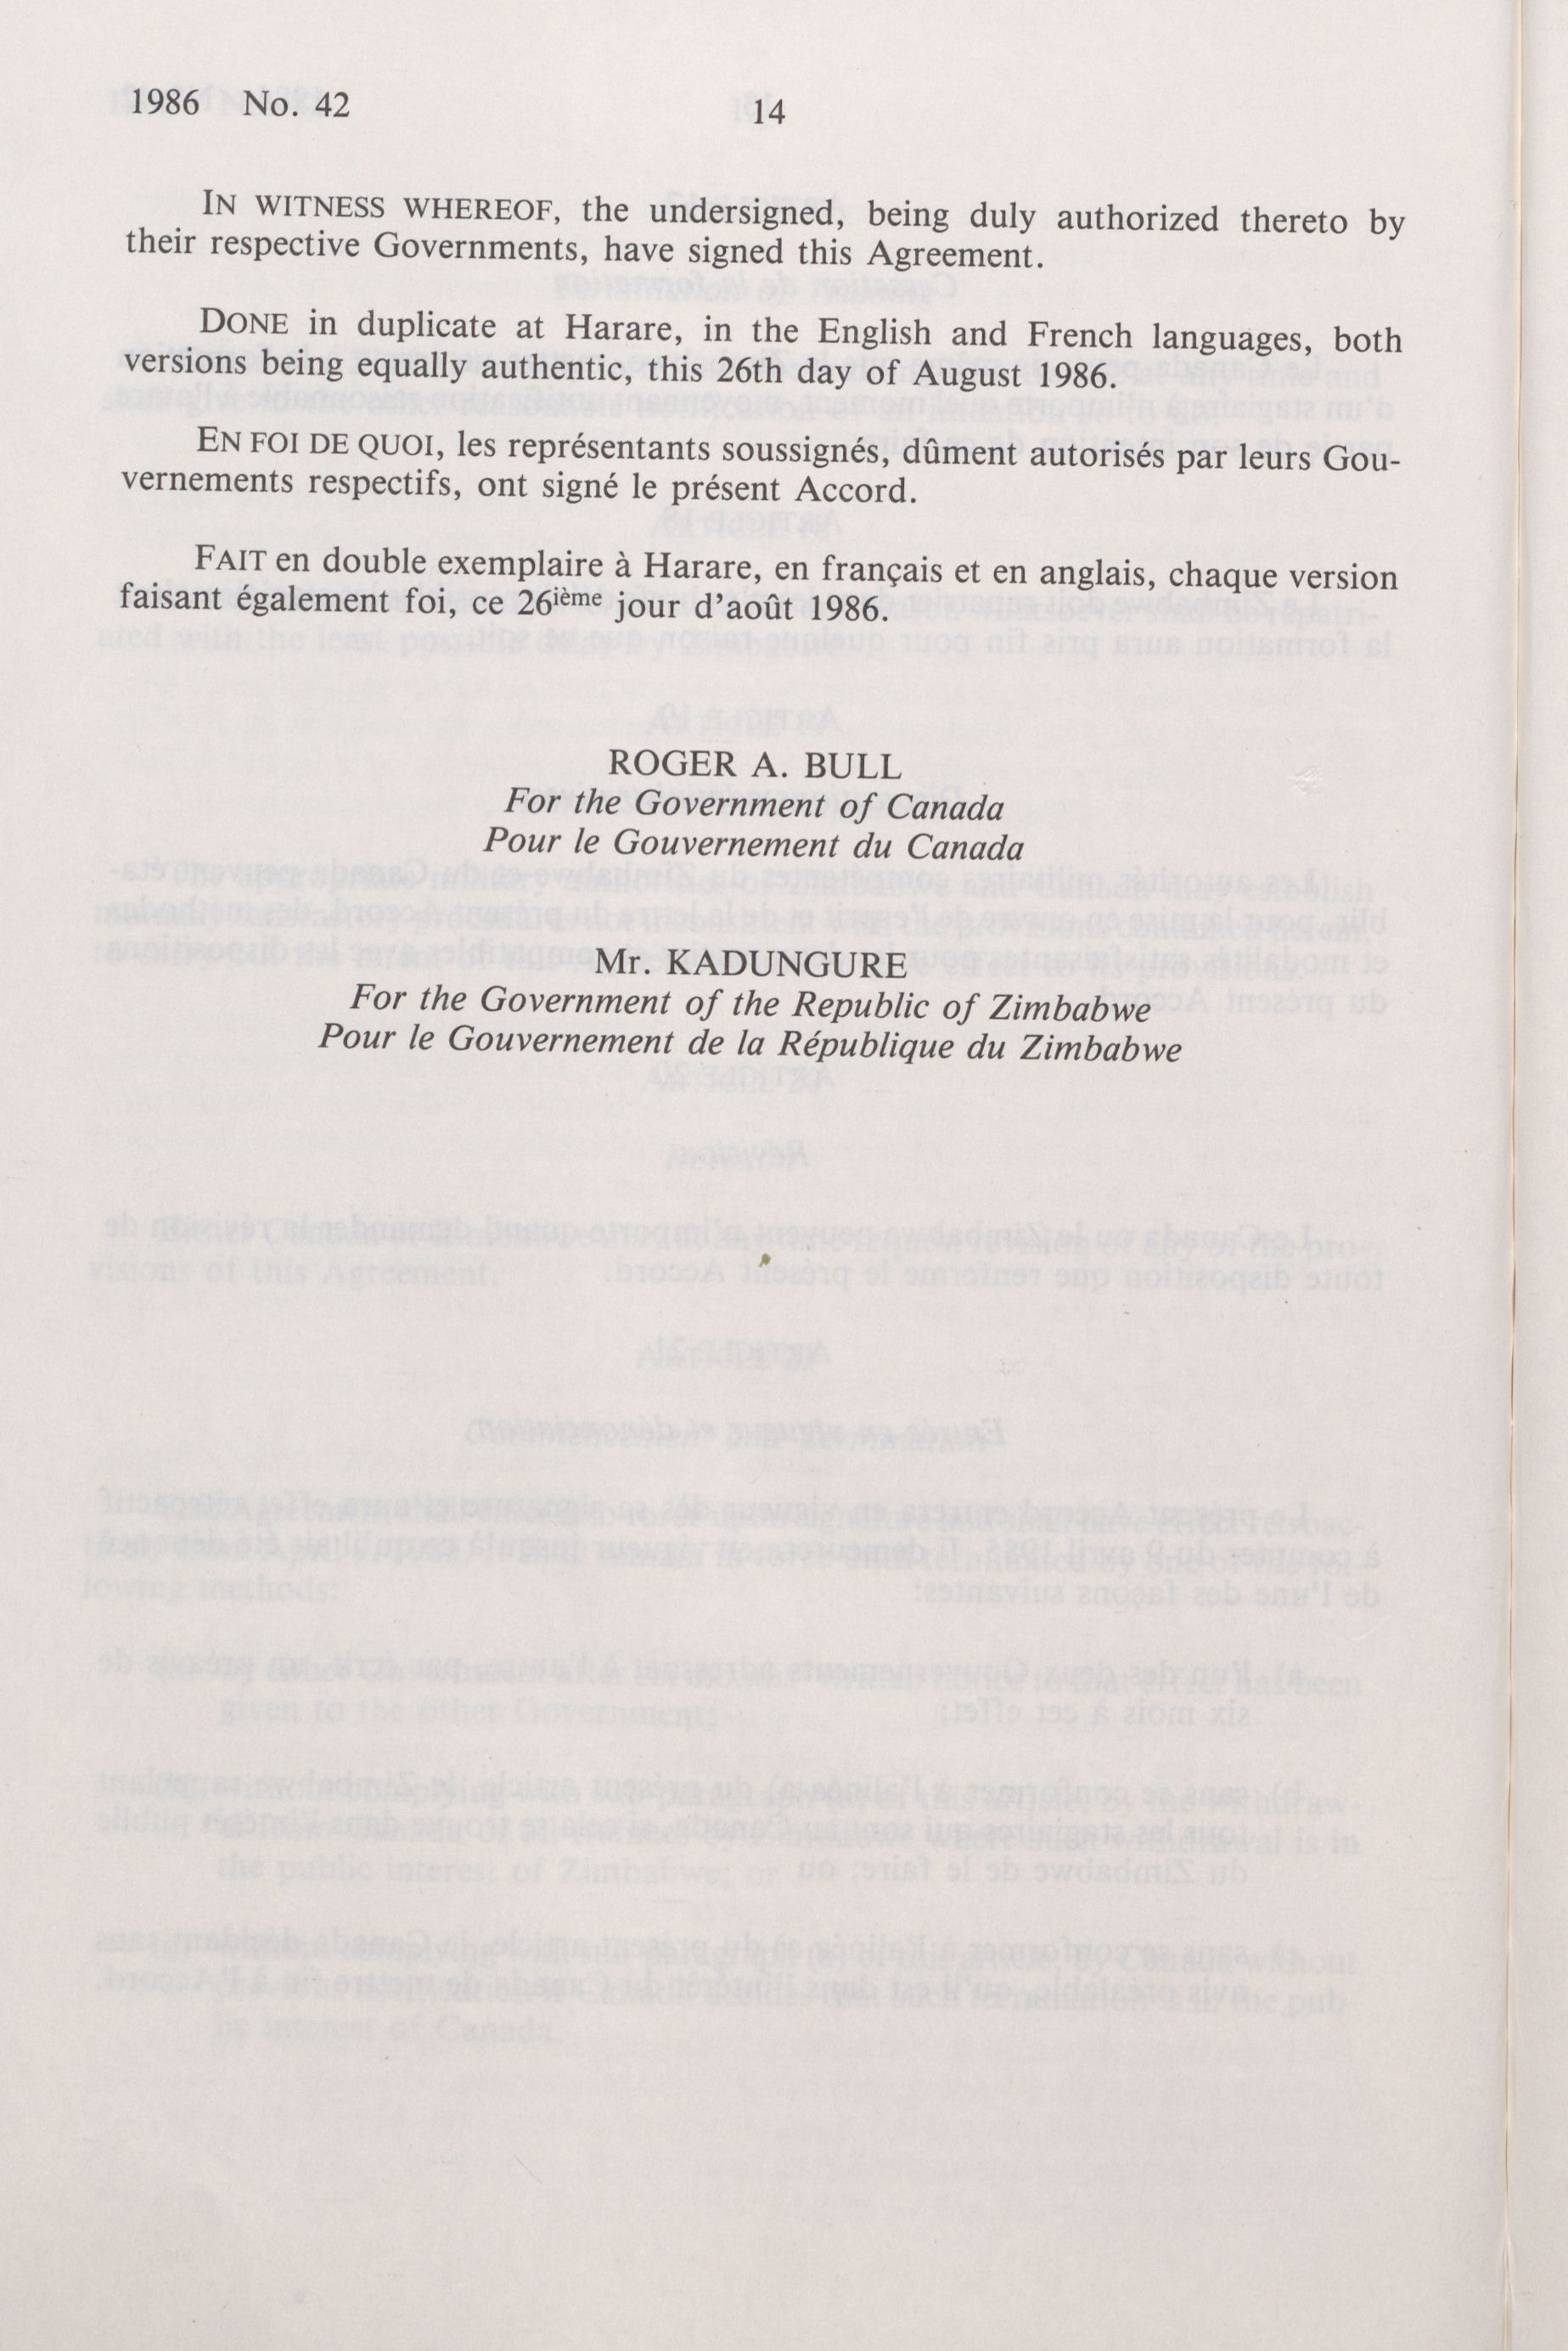 1986 No. 42
14
IN WITNESS WHEREOF, the undersigned, being duly authorized thereto by
their respective Governments, have signed this Agreement.
DONE in duplicate at Harare, in the English and French languages, both
versions being equally authentic, this 26th day of August 1986.
EN FOI DE QUOI, les représentants soussignés, dûment autorisés par leurs Gou-
vernements respectifs, ont signé le présent Accord.
FAIT en double exemplaire à Harare, en français et en anglais, chaque version
faisant également foi, ce 26ième jour d'août 1986.
ROGER A. BULL
For the Government of Canada
Pour le Gouvernement du Canada
Mr. KADUNGURE
For the Government of the Republic of Zimbabwe
Pour le Gouvernement de la République du Zimbabwe